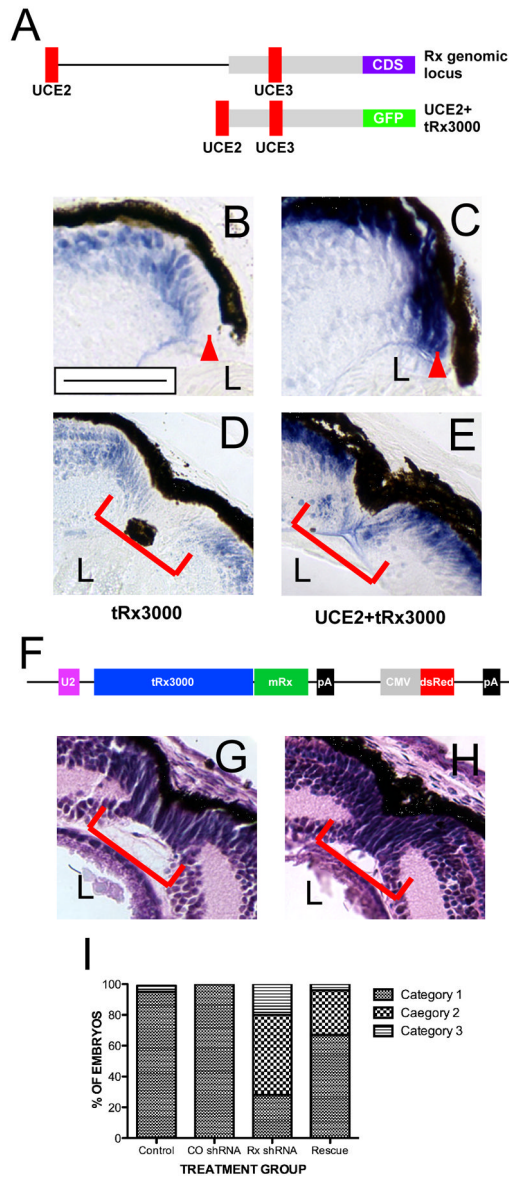 A
CDS
Rx genomic
locus
UCE2
UCE3
GFP
UCE2+
tRx3000
UCE2
UCE3
B
L
C
L
D
L
E
L
tRx3000
UCE2+tRx3000
F
U2
tRx3000
mRx
pA
CMV
dsRed
pA
G
L
H
L
I
100
80
60
40
20
0
% OF EMBRYOS
Category 1
Caegory 2
Category 3
Control
CO shRNA
Rx shRNA
Rescue
TREATMENT GROUP